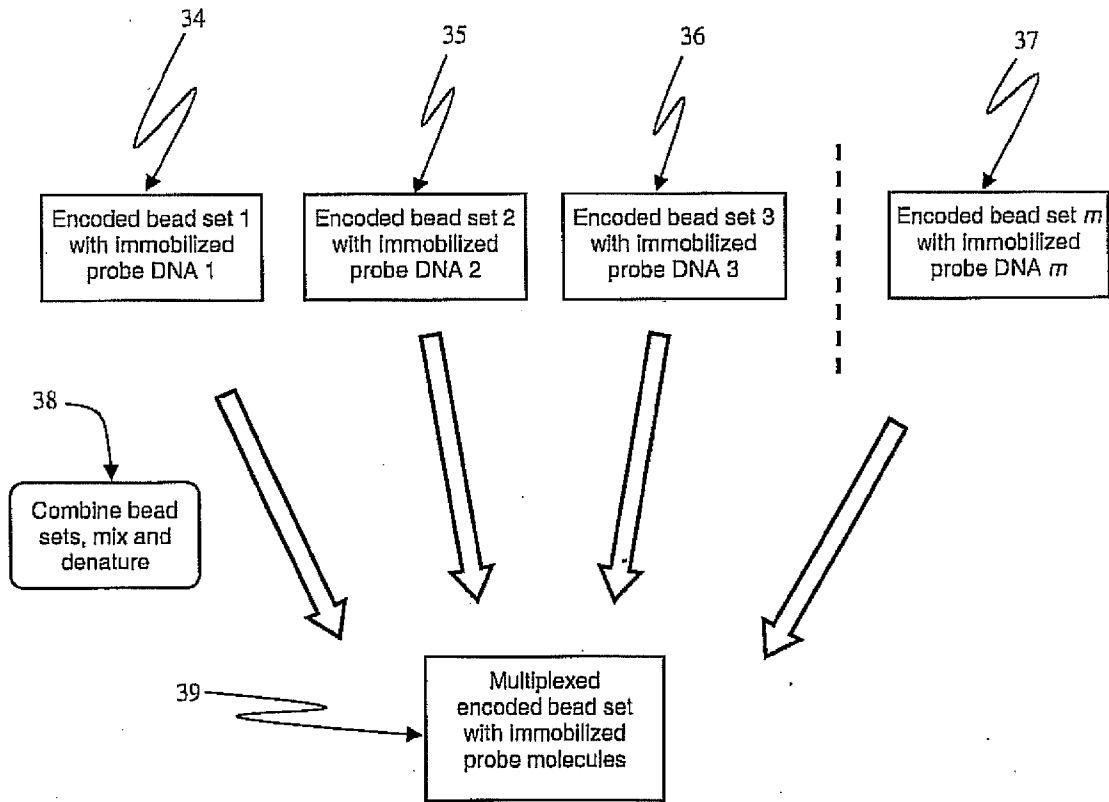 34
35
36
37
Encoded bead set 1
with immobilized
probe DNA 1
Encoded bead set 2
with immobilized
probe DNA 2
Encoded bead set 3
with immobilized
probe DNA 3
Encoded bead set m
with immobilized
probe DNA m
38
Combine bead
sets, mix and
denature
39
Multiplexed
encoded bead set
with immobilized
probe molecules